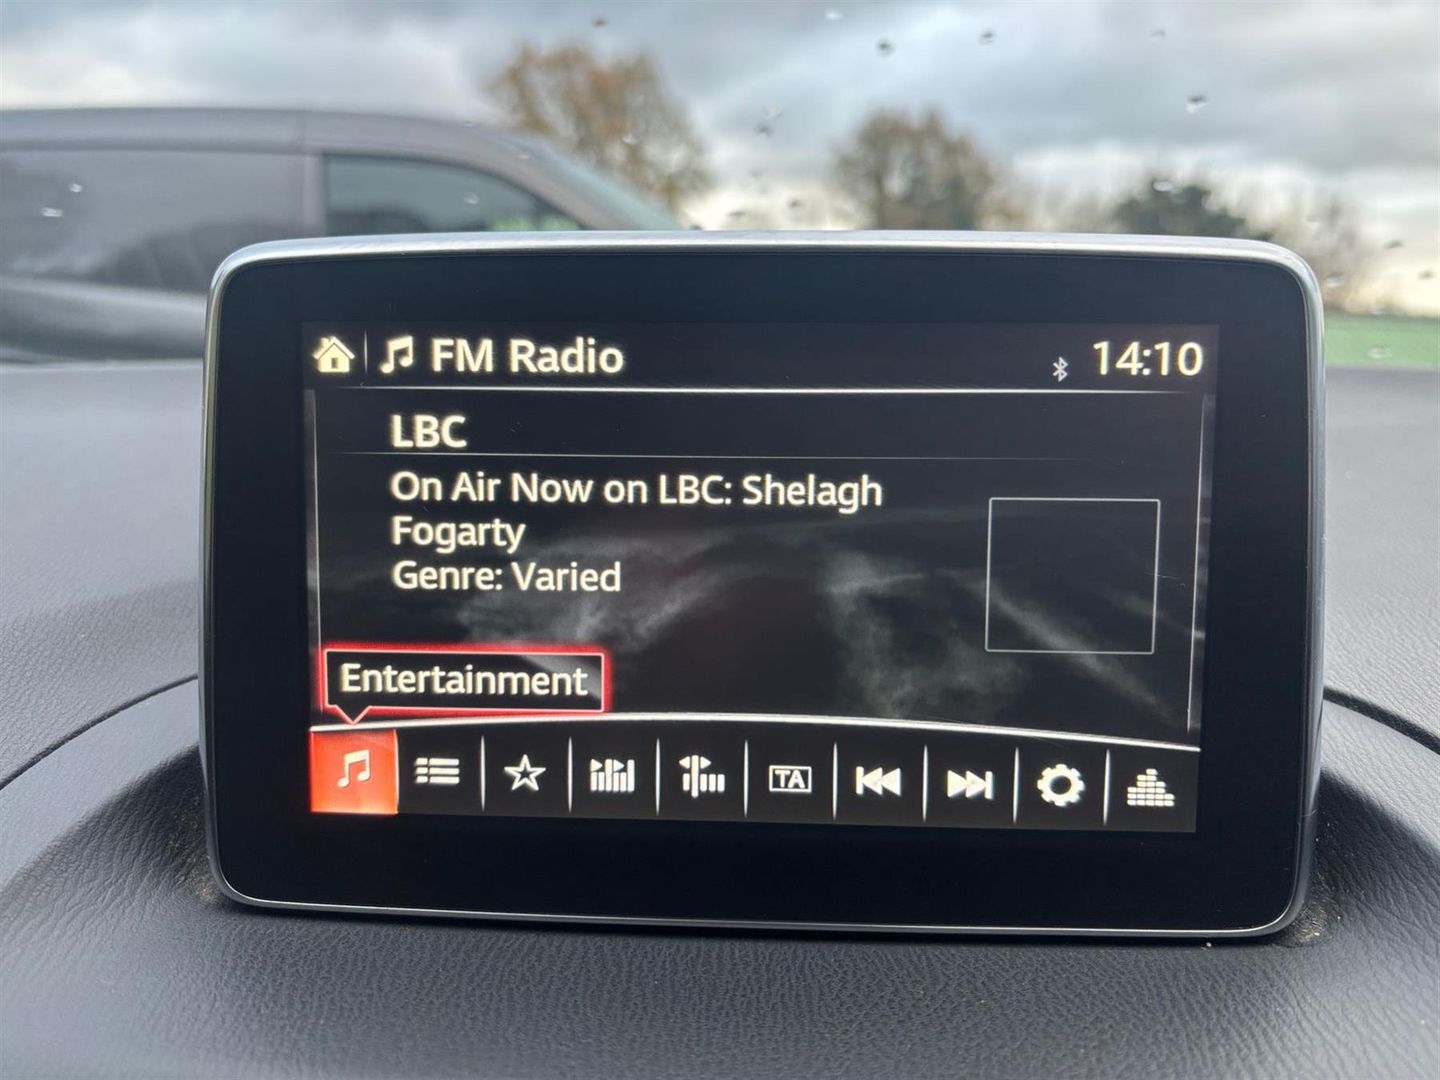 FM Radio
14:10
LBC
On Air Now on LBC: Shelagh
Fogarty
Genre: Varied
Entertainment
TA